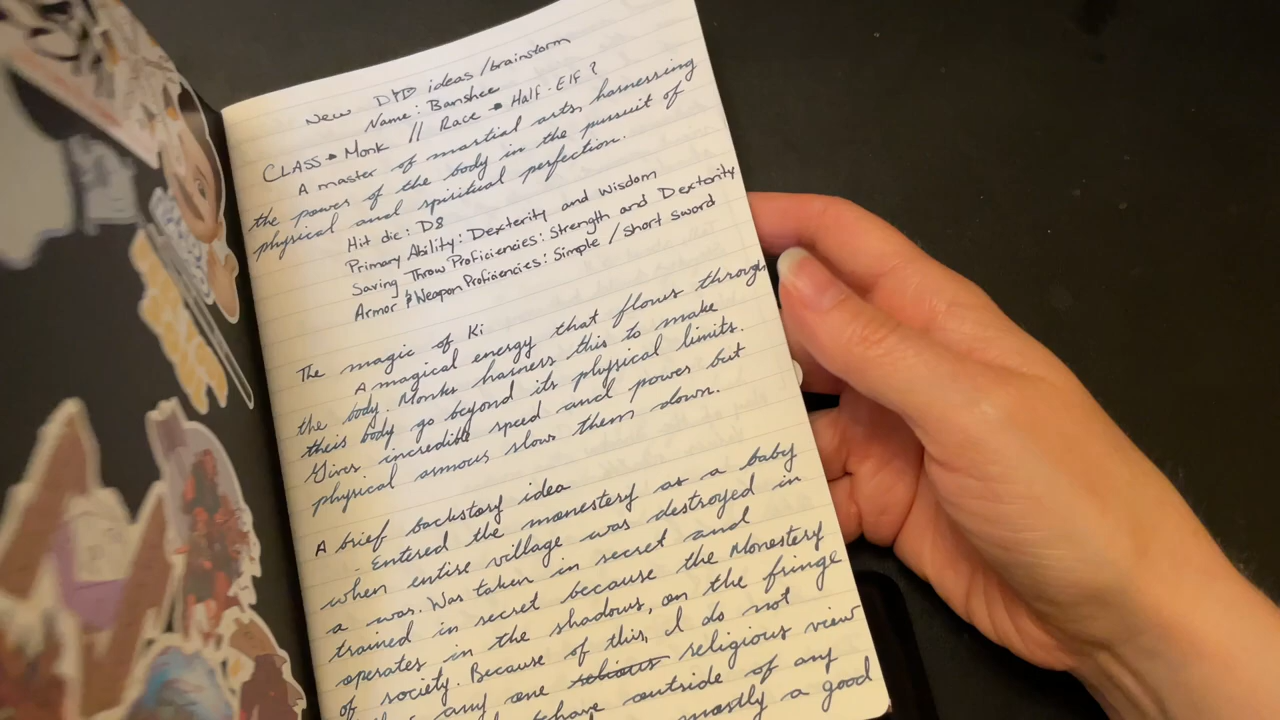 New D&D ideas/brainstorm
Name: Banshee
CLASS → Monk // Race → Half-Elf?
A master of martial arts, harnessing
the power of the body in the pursuit of
physical and spiritual perfection.
Hit die: D8
Primary Ability: Dexterity and Wisdom
Saving Throw Proficiencies: Strength and Dexterity
Armor & Weapon Proficiencies: Simple / short sword
The magic of Ki
A magical energy that flows through
the body. Monks harness this to make
their body go beyond its physical limits.
Gives incredible speed and power but
physical armour slows them down.
A brief backstory idea
- Entered the monestery as a baby
when entire village was destroyed in
a war. Was taken in secret and
trained in secret because the Monestery
operates in the shadows, on the fringe
of society. Because of this, I do not
any one religious view
have outside of any
mostly a good